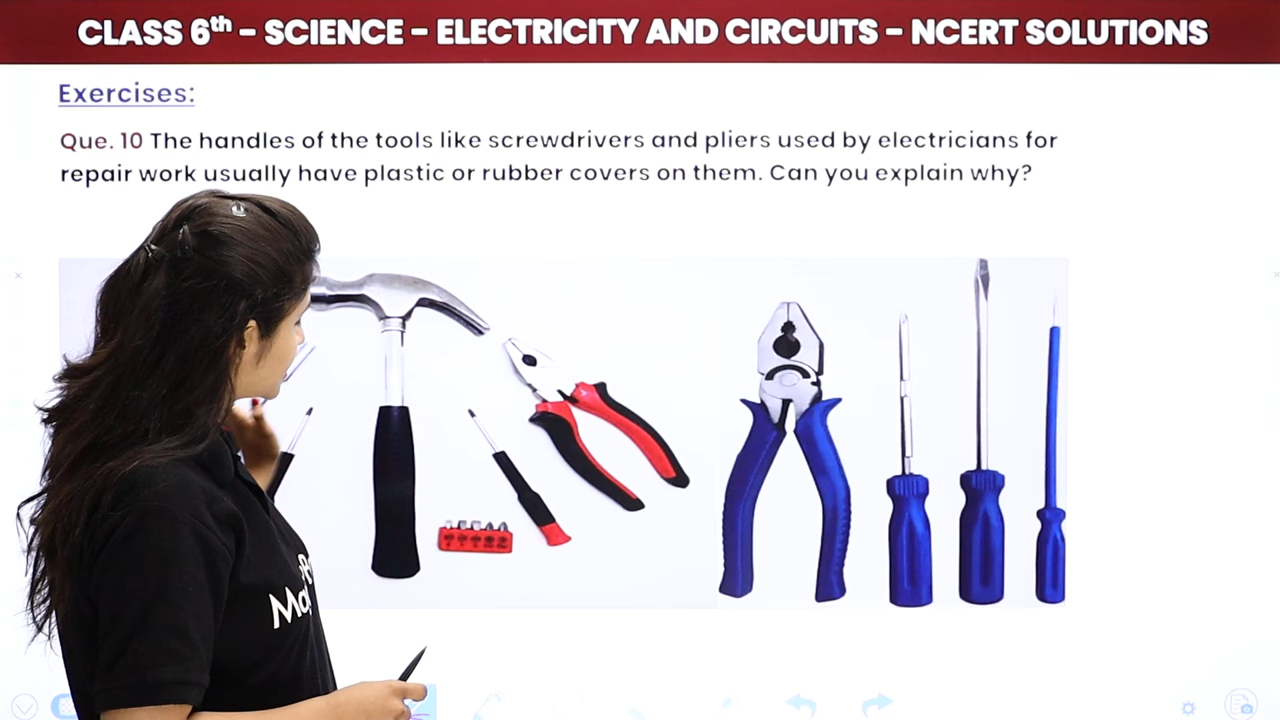 CLASS 6th – SCIENCE – ELECTRICITY AND CIRCUITS – NCERT SOLUTIONS
Exercises:
Que. 10 The handles of the tools like screwdrivers and pliers used by electricians for
repair work usually have plastic or rubber covers on them. Can you explain why?